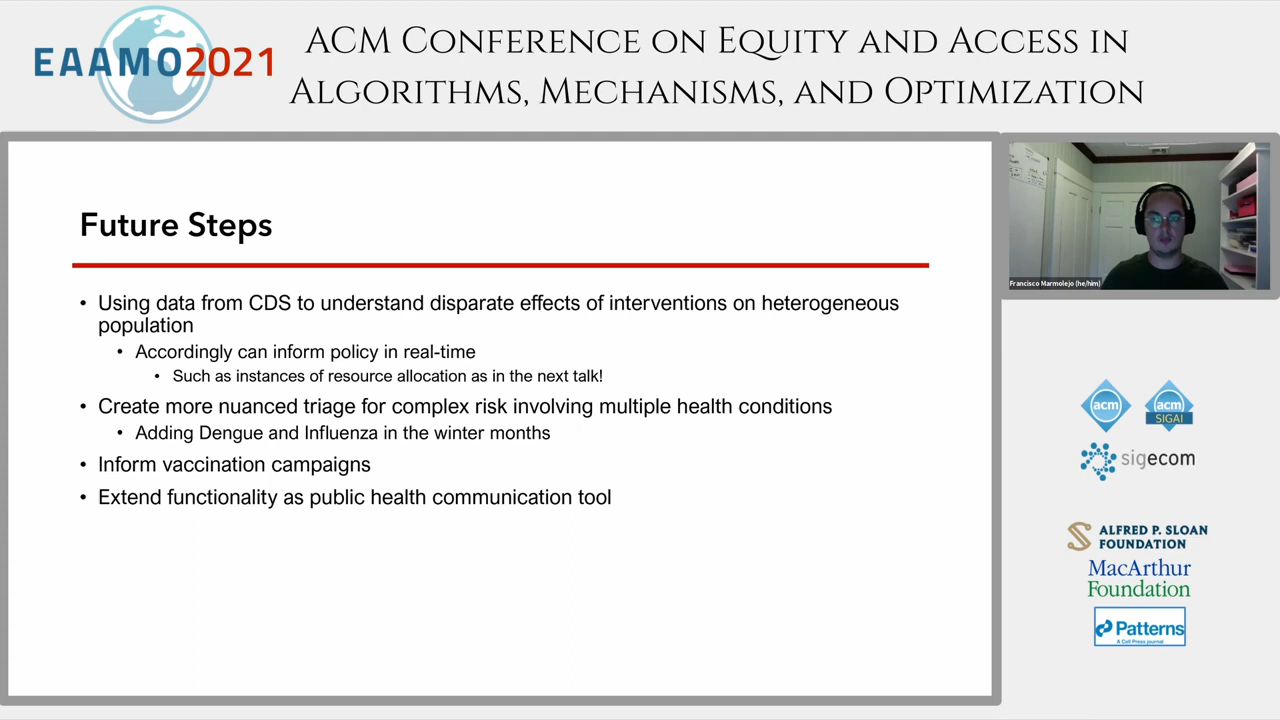 EAAMO2021
ACM Conference on Equity and Access in
Algorithms, Mechanisms, and Optimization
Future Steps
• Using data from CDS to understand disparate effects of interventions on heterogeneous
population
• Accordingly can inform policy in real-time
• Such as instances of resource allocation as in the next talk!
• Create more nuanced triage for complex risk involving multiple health conditions
• Adding Dengue and Influenza in the winter months
• Inform vaccination campaigns
• Extend functionality as public health communication tool
Francisco Marmolejo (he/him)
acm
acm
SIGAI
sigecom
ALFRED P. SLOAN
FOUNDATION
MacArthur
Foundation
Patterns
A Cell Press journal